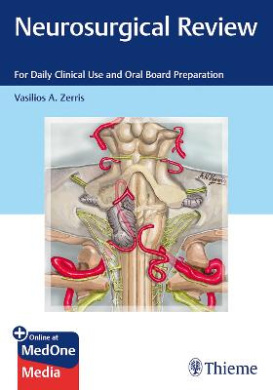 Neurosurgical Review
For Daily Clinical Use and Oral Board Preparation
Vasilios A. Zerris
+ Online at
MedOne
Media
Thieme